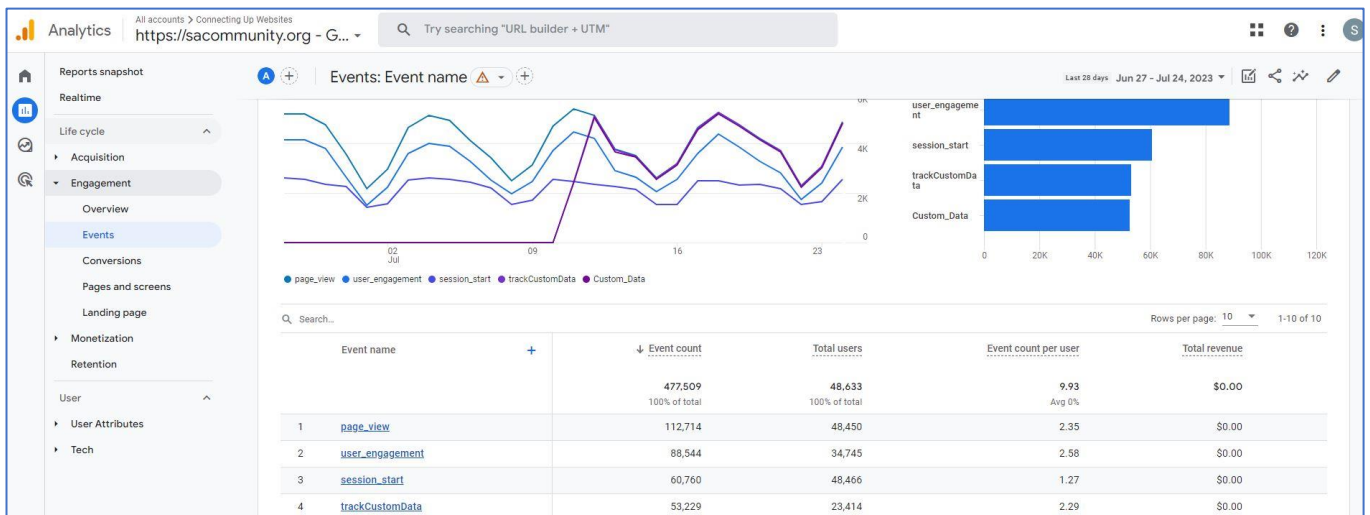 All accounts > Connecting Up Websites
Analytics
https://sacommunity.org - G...
Try searching "URL builder + UTM"
S
Reports snapshot
Realtime
Life cycle
Acquisition
Engagement
Overview
Events
Conversions
Pages and screens
Landing page
Monetization
Retention
User
User Attributes
Tech
A
Events: Event name
Last 28 days Jun 27 - Jul 24, 2023
4K
2K
0
02
Jul
09
16
23
page_view user_engagement session_start trackCustomData Custom_Data
user_engageme
nt
session_start
trackCustomDa
ta
Custom_Data
0 20K 40K 60K 80K 100K 120K
Search...
Rows per page: 10 1-10 of 10
Event name + Event count Total users Event count per user Total revenue
477,509 48,633 9.93 $0.00
100% of total 100% of total Avg 0%
1 page_view 112,714 48,450 2.35 $0.00
2 user_engagement 88,544 34,745 2.58 $0.00
3 session_start 60,760 48,466 1.27 $0.00
4 trackCustomData 53,229 23,414 2.29 $0.00